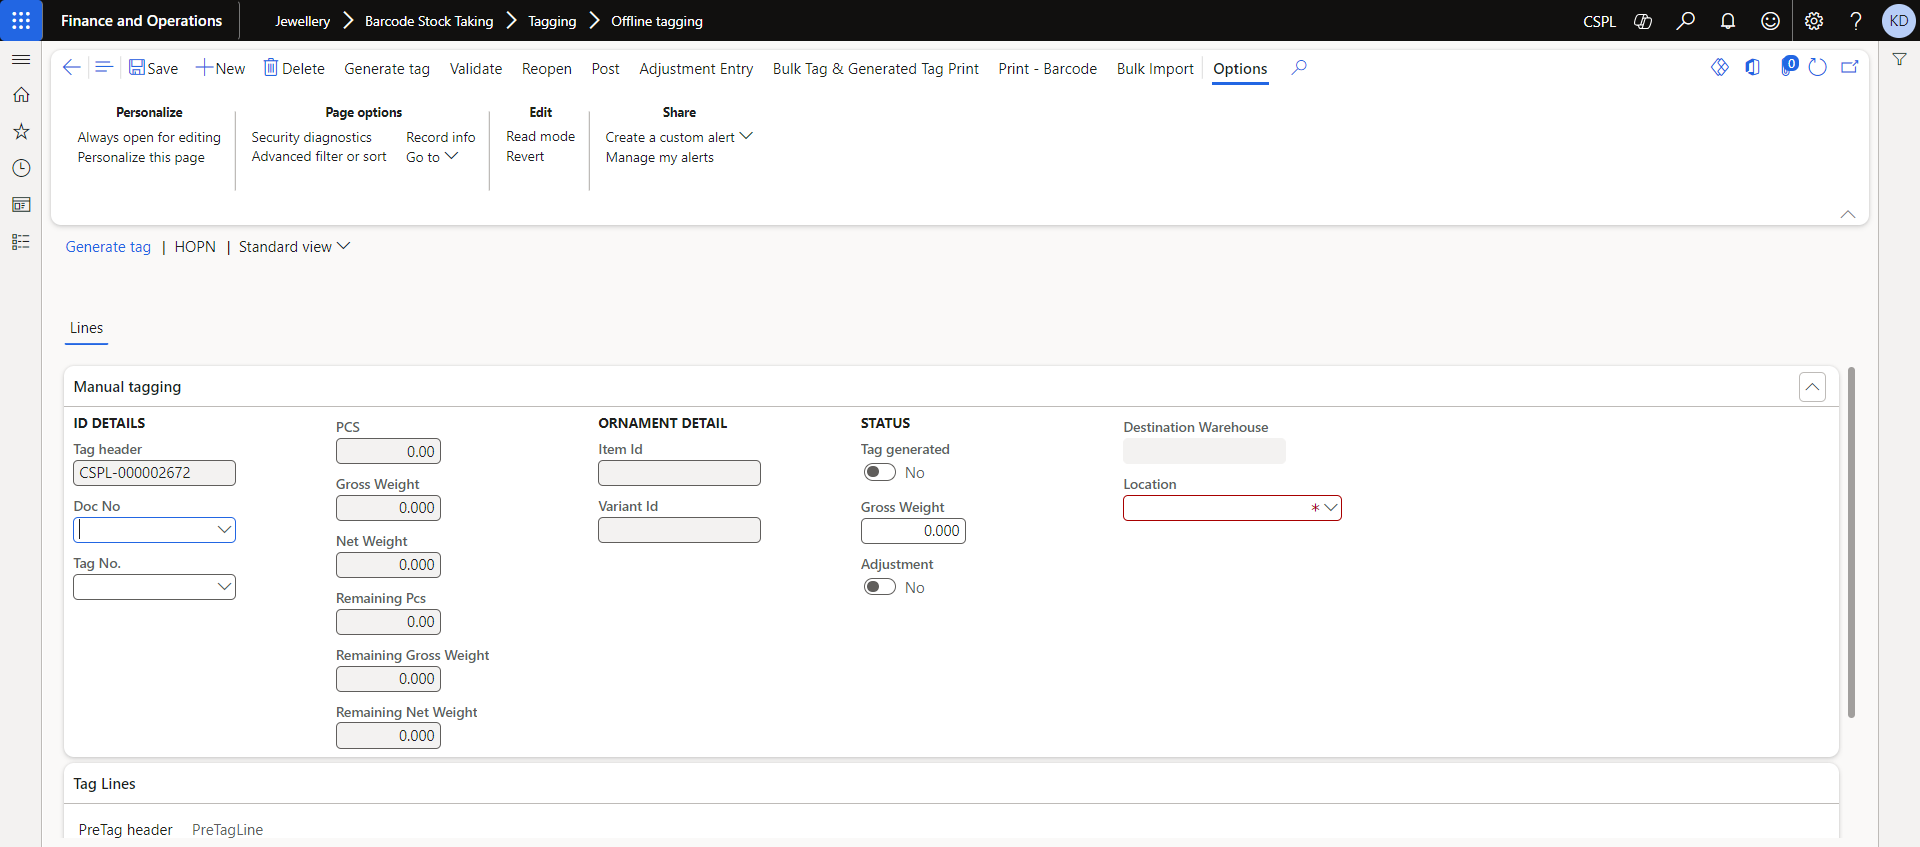 Finance and Operations
Jewellery > Barcode Stock Taking > Tagging > Offline tagging
CSPL
KD
Save New Delete Generate tag Validate Reopen Post Adjustment Entry Bulk Tag & Generated Tag Print Print - Barcode Bulk Import Options
0
Personalize
Always open for editing
Personalize this page
Page options
Security diagnostics
Advanced filter or sort
Record info
Go to
Edit
Read mode
Revert
Share
Create a custom alert
Manage my alerts
Generate tag | HOPN | Standard view
Lines
Manual tagging
ID DETAILS
Tag header
CSPL-000002672
Doc No
Tag No.
PCS
0.00
Gross Weight
0.000
Net Weight
0.000
Remaining Pcs
0.00
Remaining Gross Weight
0.000
Remaining Net Weight
0.000
ORNAMENT DETAIL
Item Id
Variant Id
STATUS
Tag generated
No
Gross Weight
0.000
Adjustment
No
Destination Warehouse
Location
*
Tag Lines
PreTag header PreTagLine